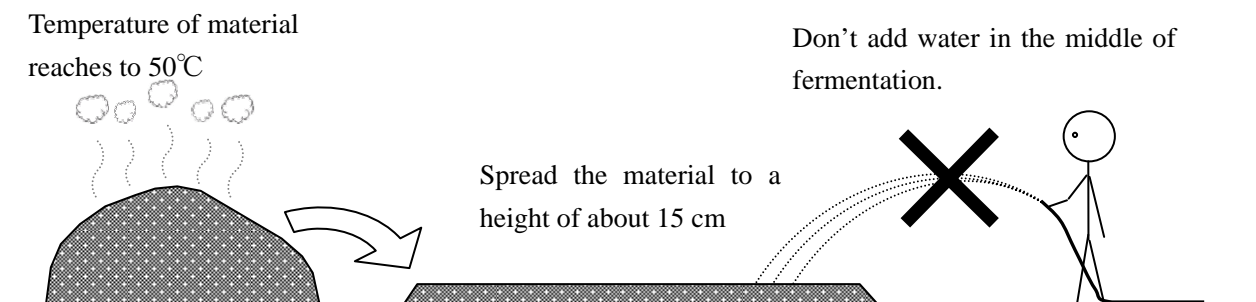 Temperature of material
reaches to 50℃
Don't add water in the middle of
fermentation.
Spread the material to a
height of about 15 cm